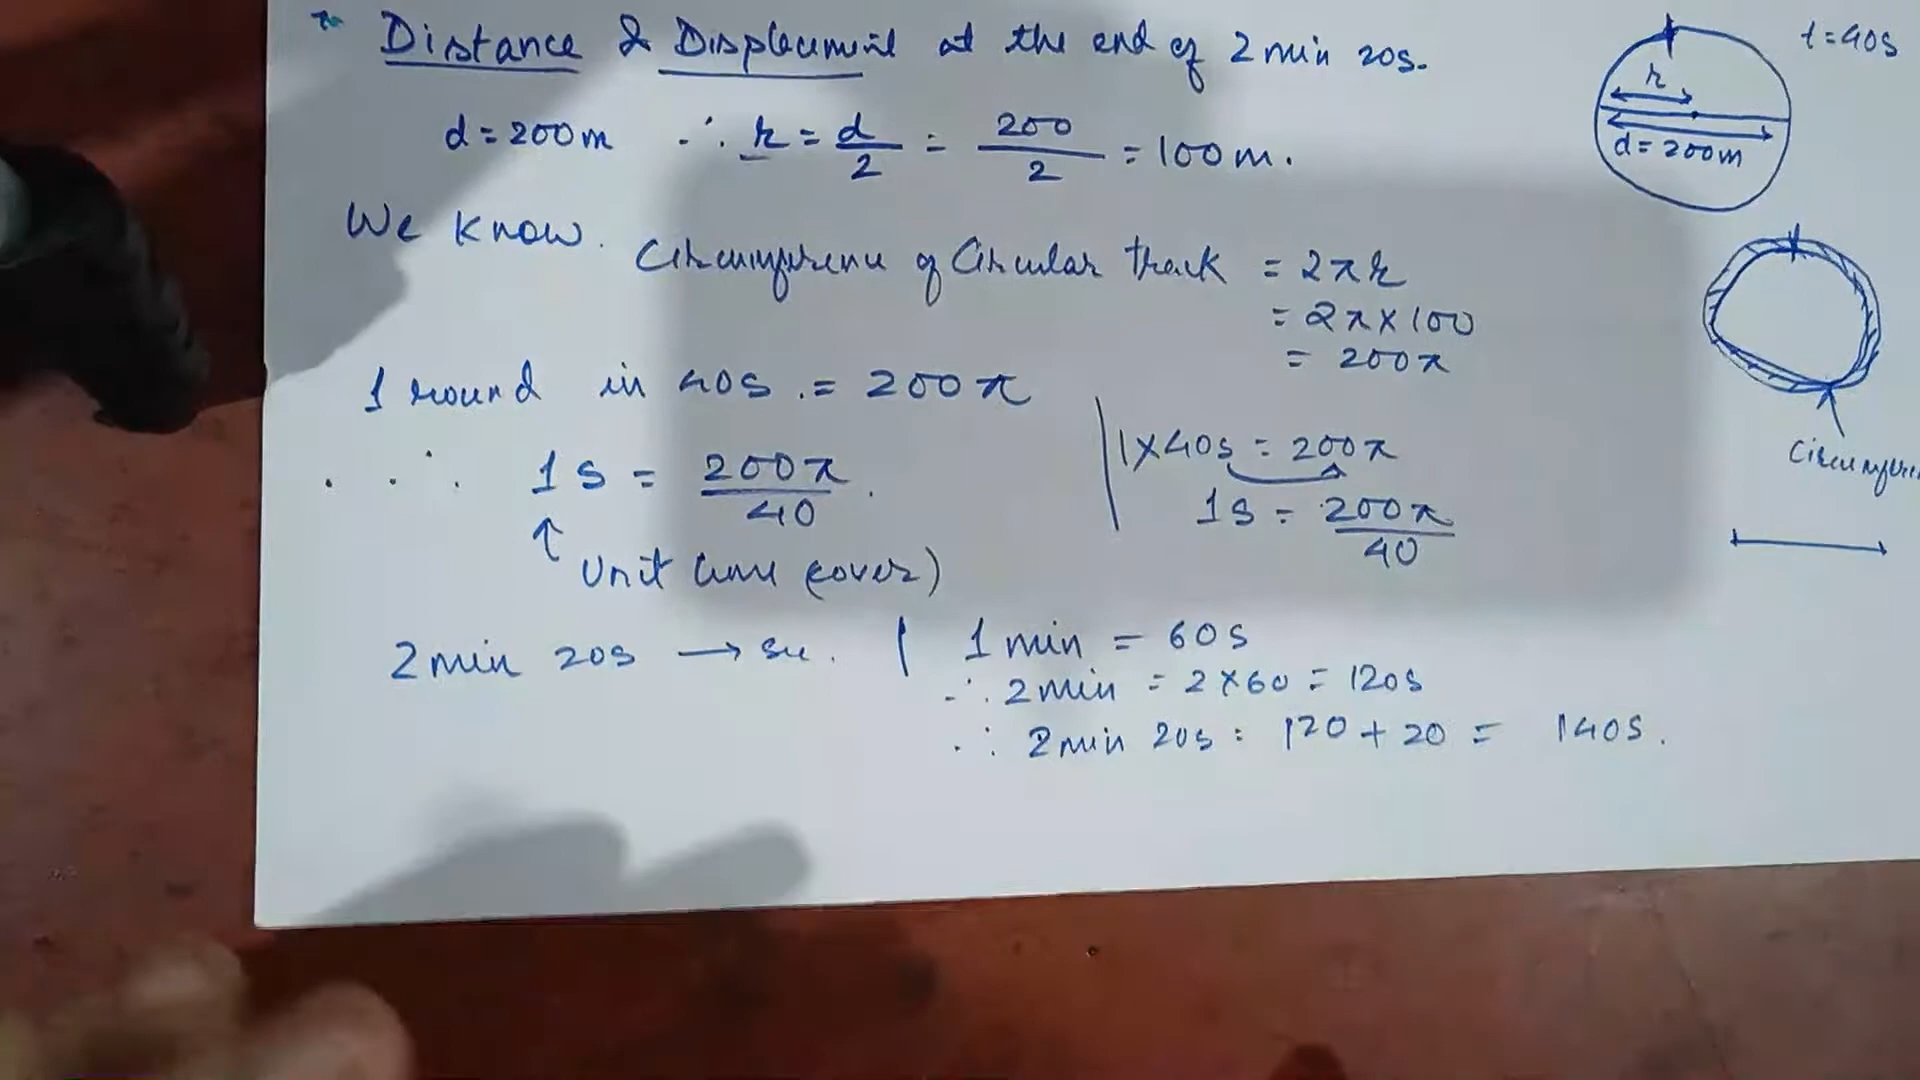 Distance & Displacement at the end of 2 min 20s.
t = 40s
r
d = 200m
d = 200m ∴ r = d/2 = 200/2 = 100m.
We know.
Circumference of Circular track = 2πr
= 2π×100
= 200π
1 round in 40s . = 200π
∴ 1s = 200π/40 .
↑ Unit time cover)
1×40s = 200π
1s = 200π/40
2min 20s → sec.
1 min = 60s
∴ 2 min = 2×60 = 120s
∴ 2min 20s = 120 + 20 = 140s.